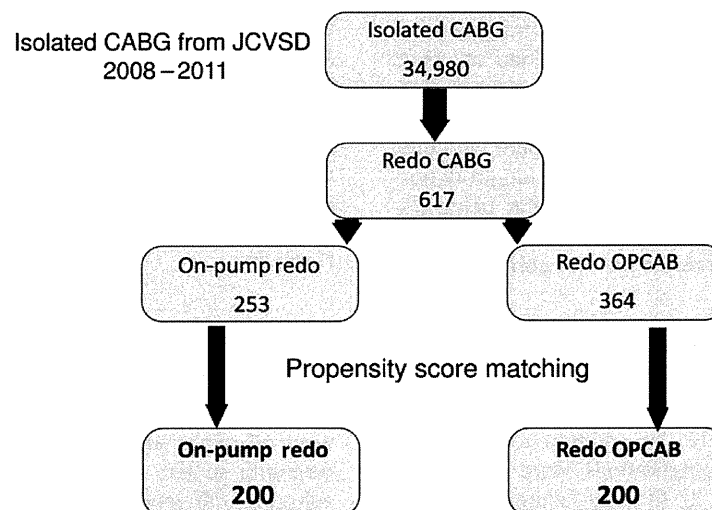 Isolated CABG from JCVSD
2008–2011
Isolated CABG
34,980
Redo CABG
617
On-pump redo
253
Redo OPCAB
364
Propensity score matching
On-pump redo
200
Redo OPCAB
200